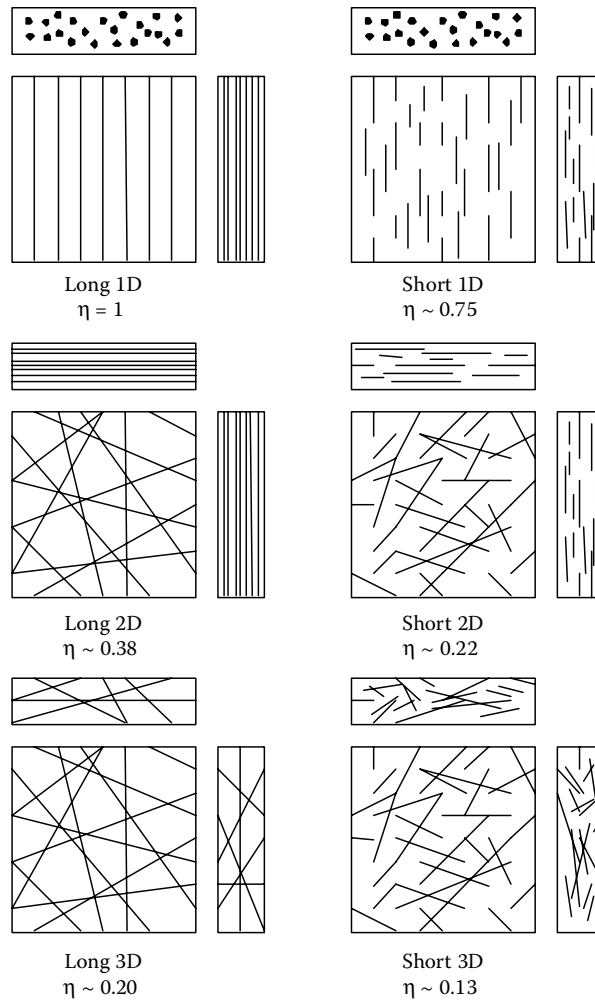 Long 1D
η = 1
Short 1D
η ~ 0.75
Long 2D
η ~ 0.38
Short 2D
η ~ 0.22
Long 3D
η ~ 0.20
Short 3D
η ~ 0.13